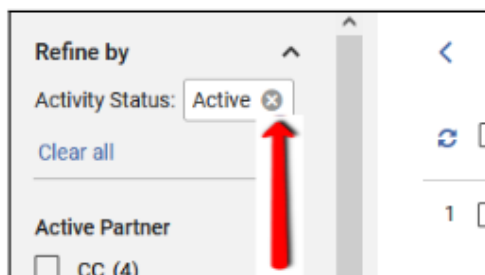 Refine by
Activity Status: Active
Clear all
1
Active Partner
CC (4)